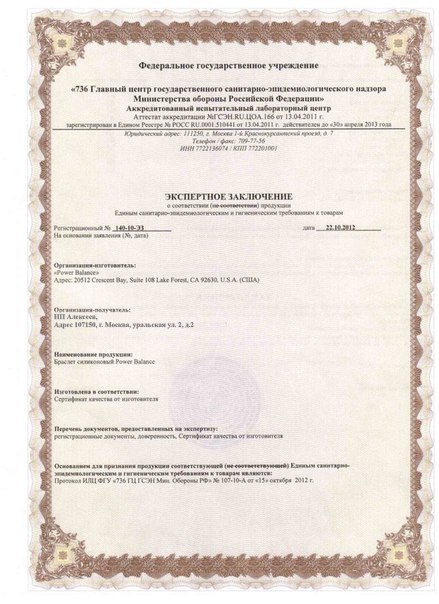 Федеральное государственное учреждение
«736 Главный центр государственного санитарно-эпидемиологического надзора
Министерства обороны Российской Федерации»
Аккредитованный испытательный лабораторный центр
Аттестат аккредитации №ГСЭН.RU.ЦОА.166 от 13.04.2011 г.
зарегистрирован в Едином Реестре № РОСС RU.0001.510441 от 13.04.2011 г. действителен до «30» апреля 2013 года
Юридический адрес: 111250, г. Москва 1-й Краснокурсантский проезд, д. 7
Телефон / факс: 709-77-56
ИНН 7722136074 / КПП 772201001
ЭКСПЕРТНОЕ ЗАКЛЮЧЕНИЕ
о соответствии (не соответствии) продукции
Единым санитарно-эпидемиологическим и гигиеническим требованиям к товарам
Регистрационный № 140-10-ЭЗ дата 22.10.2012
На основании заявления (№, дата)
Организация-изготовитель:
«Power Balance»
Адрес: 20512 Crescent Bay, Suite 108 Lake Forest, CA 92630, U.S.A. (США)
Организация-получатель:
ИП Алексеев,
Адрес 107150, г. Москва, уральская ул. 2, д.2
Наименование продукции:
Браслет силиконовый Power Balance
Изготовлена в соответствии:
Сертификат качества от изготовителя
Перечень документов, предоставленных на экспертизу:
регистрационные документы, доверенность, Сертификат качества от изготовителя
Основанием для признания продукции соответствующей (не соответствующей) Единым санитарно-
эпидемиологическим и гигиеническим требованиям к товарам являются:
Протокол ИЛЦ ФГУ «736 ГЦ ГСЭН Мин. Обороны РФ» № 107-10-А от «15» октября 2012 г.